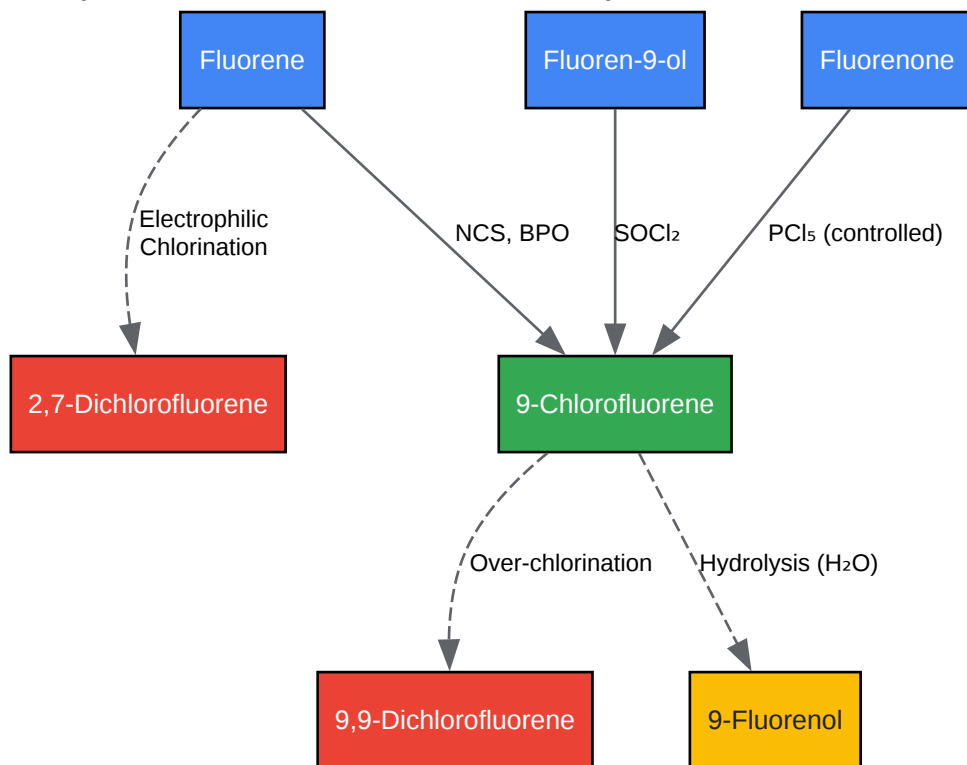 Fluorene
Fluoren-9-ol
Fluorenone
Electrophilic
Chlorination
NCS, BPO
SOCl₂
PCl₅ (controlled)
2,7-Dichlorofluorene
9-Chlorofluorene
Over-chlorination
Hydrolysis (H₂O)
9,9-Dichlorofluorene
9-Fluorenol